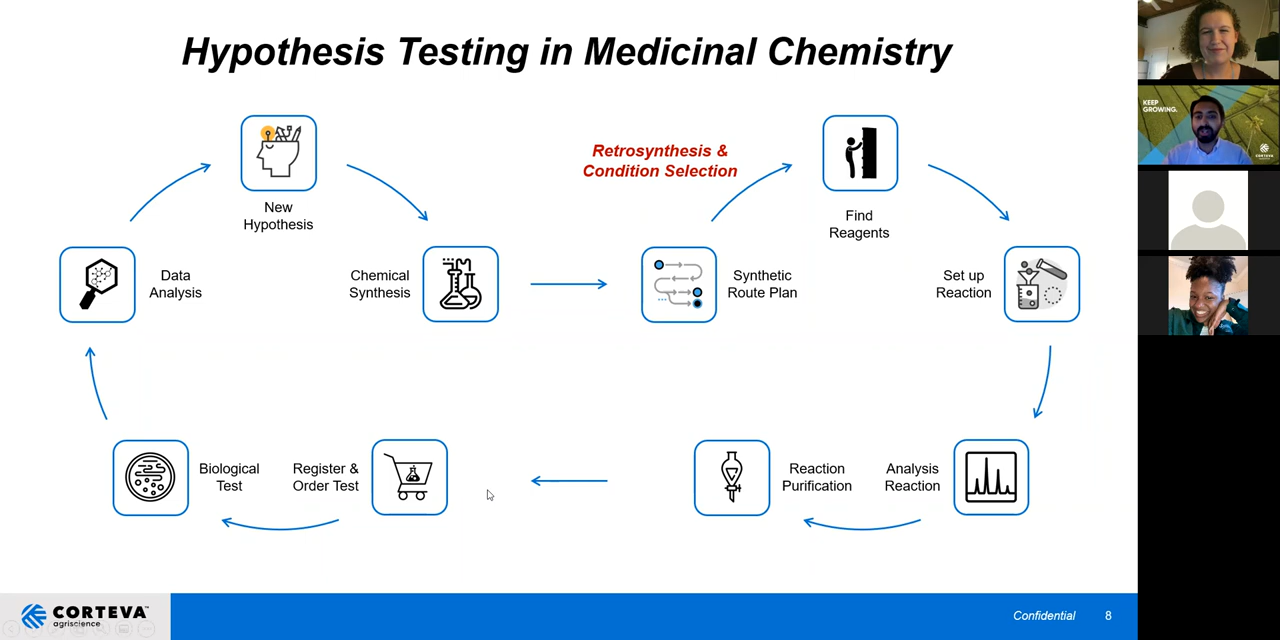 Hypothesis Testing in Medicinal Chemistry
KEEP
GROWING.
CORTEVA
Retrosynthesis &
Condition Selection
New
Hypothesis
Find
Reagents
Data
Analysis
Chemical
Synthesis
Synthetic
Route Plan
Set up
Reaction
Biological
Test
Register &
Order Test
Reaction
Purification
Analysis
Reaction
CORTEVA™
agriscience
Confidential
8